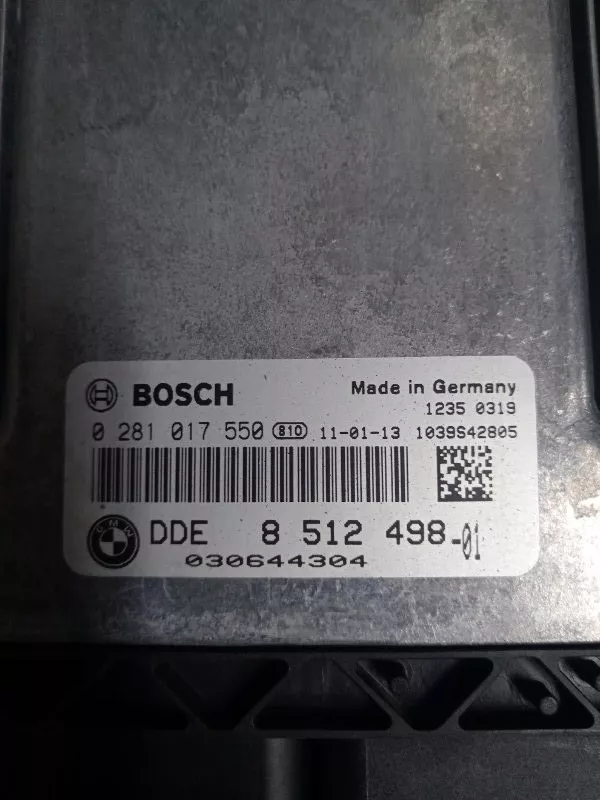 BOSCH Made in Germany
1235 0319
0 281 017 550 810 11-01-13 1039S42805
BMW DDE 8 512 498-01
030644304